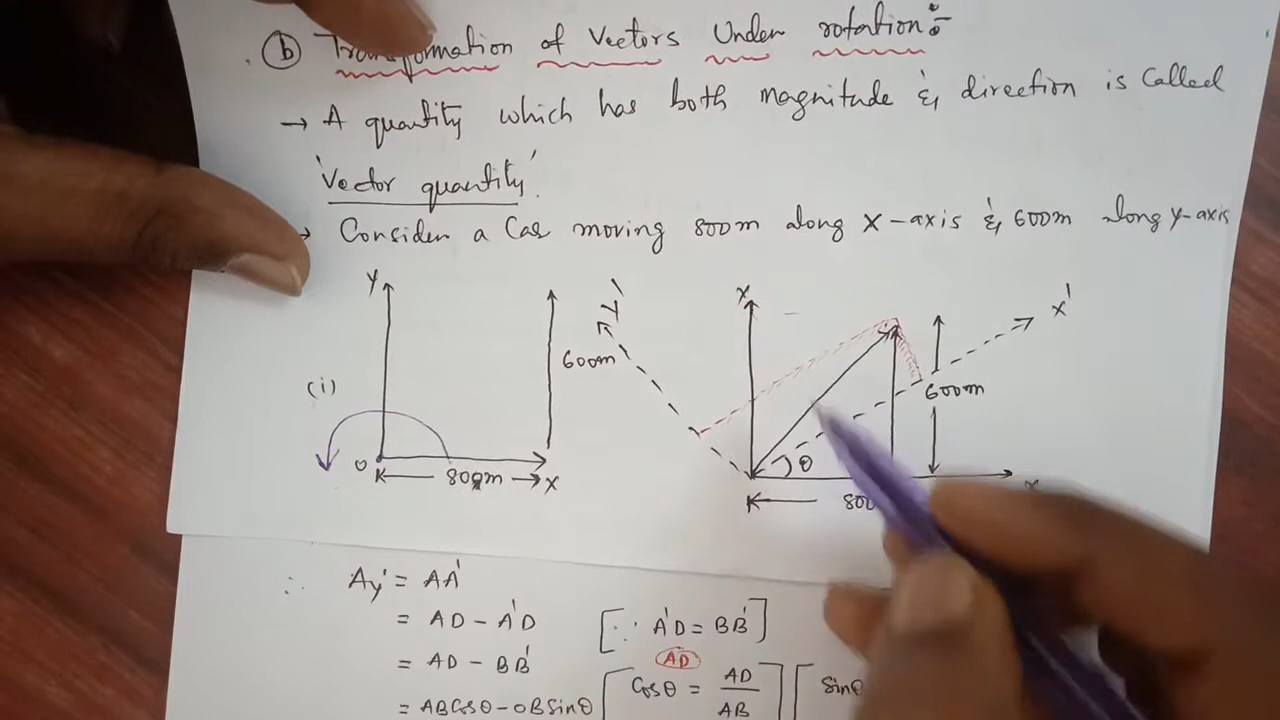 (b) Transformation of Vectors Under rotation:-
→ A quantity which has both magnitude & direction is Called
'Vector quantity'.
→ Consider a Car moving 800m along X-axis & 600m along y-axis
Y
600m
(i)
O
K 800m → X
Y'
X
X'
600m
θ
K
∴ Ay' = AA'
= AD - A'D [∵ A'D = BB']
= AD - BB'
AD
= ABCosθ - OBSinθ [Cosθ = AD/AB] [Sinθ